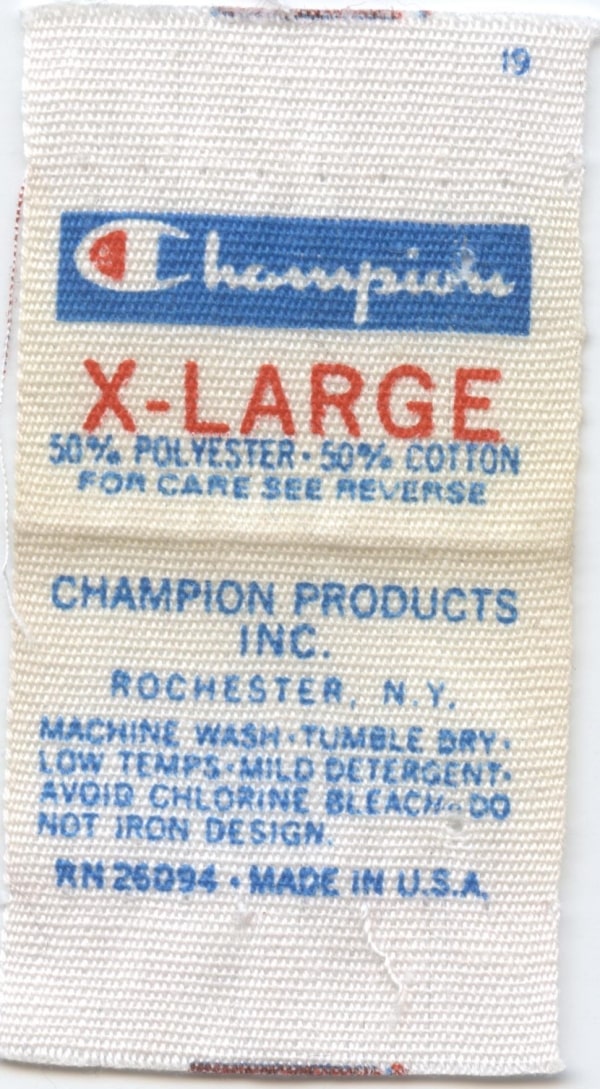 19
Champion
X-LARGE
50% POLYESTER · 50% COTTON
FOR CARE SEE REVERSE
CHAMPION PRODUCTS
INC.
ROCHESTER, N.Y.
MACHINE WASH · TUMBLE DRY ·
LOW TEMPS · MILD DETERGENT ·
AVOID CHLORINE BLEACH · DO
NOT IRON DESIGN.
RN 26094 · MADE IN U.S.A.